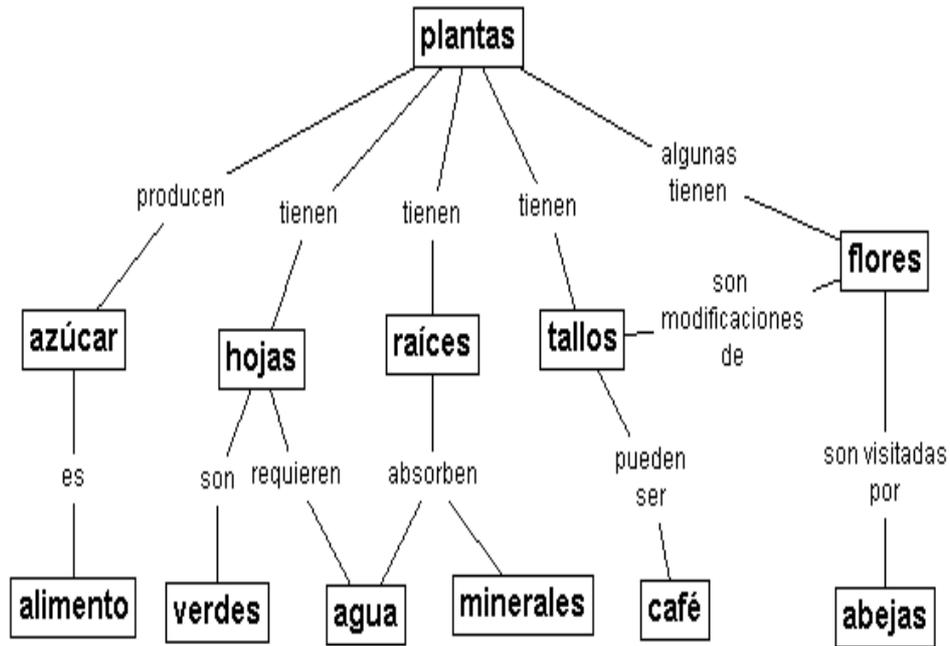 plantas
algunas
tienen
producen
tienen
tienen
tienen
flores
son
modificaciones
de
azúcar
hojas
raíces
tallos
es
son
requieren
absorben
pueden
ser
son visitadas
por
alimento
verdes
agua
minerales
café
abejas